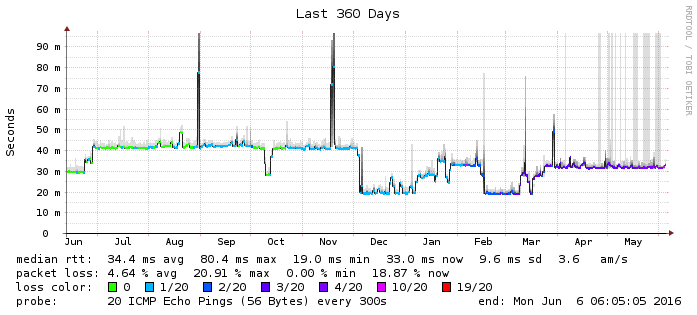 Last 360 Days
RRDTOOL / TOBI OETIKER
Seconds
90 m
80 m
70 m
60 m
50 m
40 m
30 m
20 m
10 m
0
Jun Jul Aug Sep Oct Nov Dec Jan Feb Mar Apr May
median rtt: 34.4 ms avg 80.4 ms max 19.0 ms min 33.0 ms now 9.6 ms sd 3.6 am/s
packet loss: 4.64 % avg 20.91 % max 0.00 % min 18.87 % now
loss color: 0 1/20 2/20 3/20 4/20 10/20 19/20
probe: 20 ICMP Echo Pings (56 Bytes) every 300s end: Mon Jun 6 06:05:05 2016